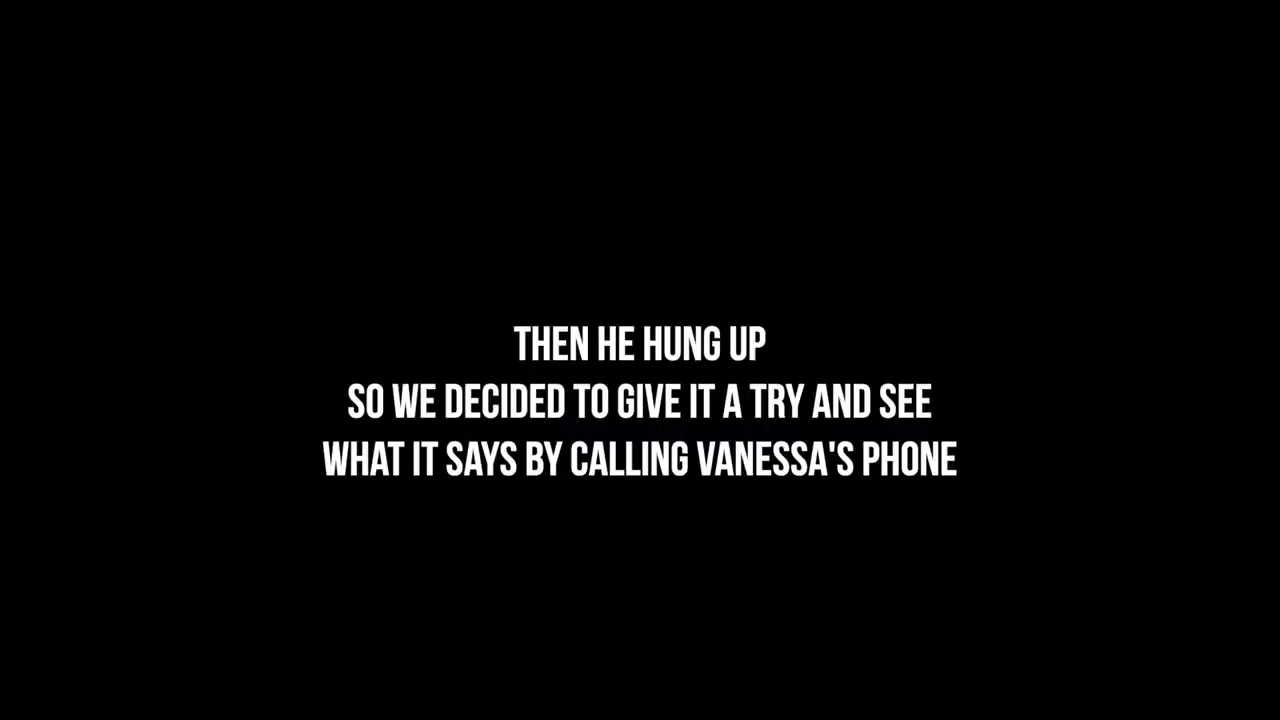 THEN HE HUNG UP
SO WE DECIDED TO GIVE IT A TRY AND SEE
WHAT IT SAYS BY CALLING VANESSA'S PHONE